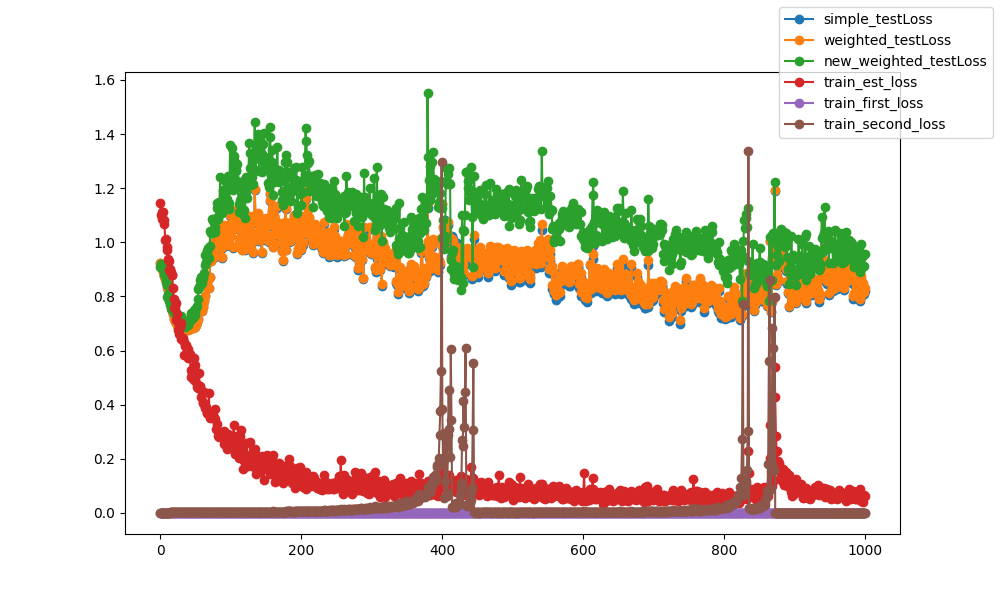 simple_testLoss
weighted_testLoss
new_weighted_testLoss
train_est_loss
train_first_loss
train_second_loss
1.6
1.4
1.2
1.0
0.8
0.6
0.4
0.2
0.0
0 200 400 600 800 1000